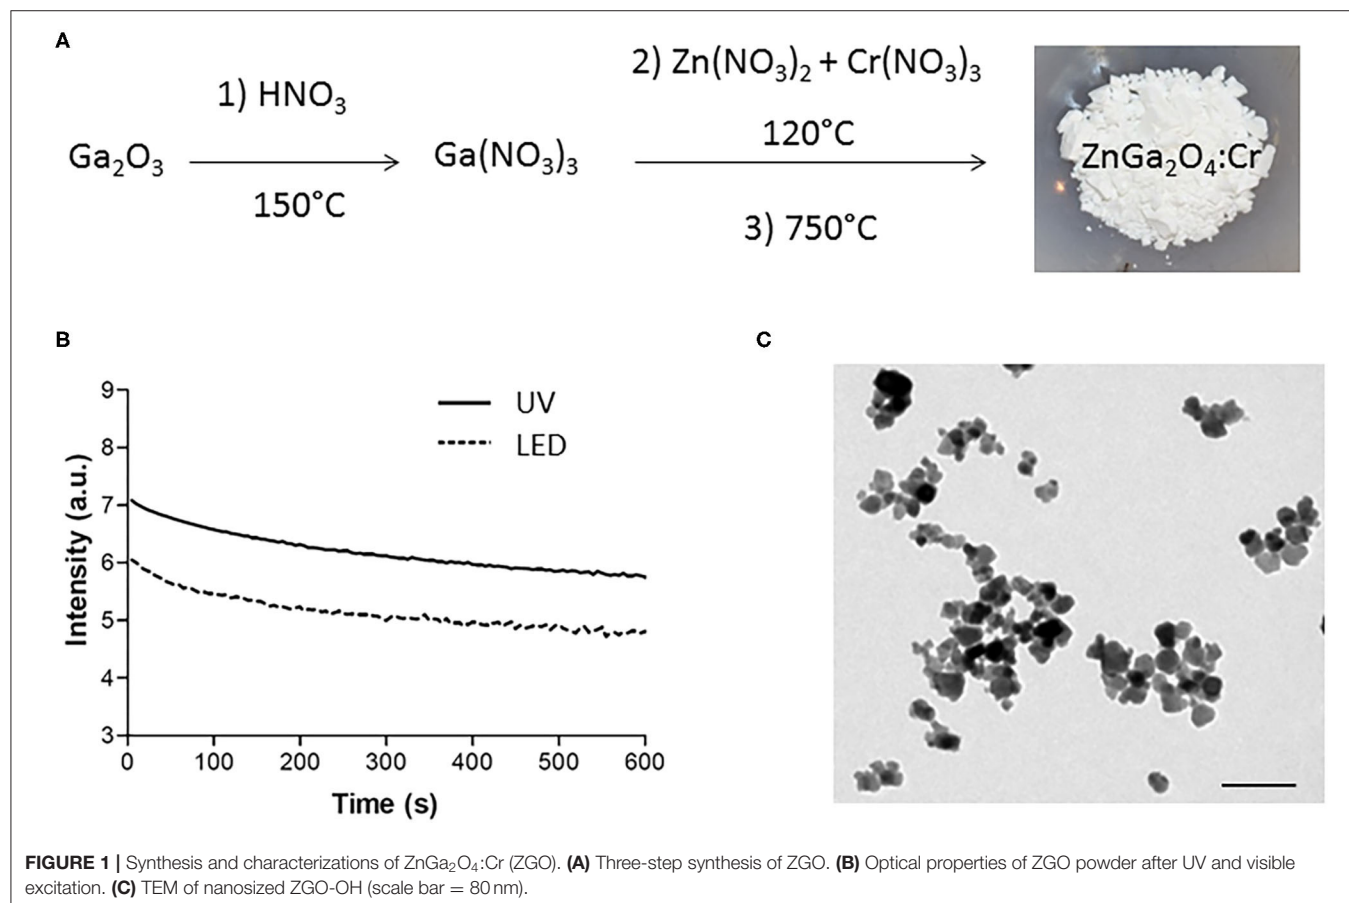 A
1) HNO₃
Ga₂O₃
150°C
Ga(NO₃)₃
2) Zn(NO₃)₂ + Cr(NO₃)₃
120°C
3) 750°C
ZnGa₂O₄:Cr
B
9
8
7
6
5
4
3
Intensity (a.u.)
UV
LED
0 100 200 300 400 500 600
Time (s)
C
FIGURE 1 | Synthesis and characterizations of ZnGa₂O₄:Cr (ZGO). (A) Three-step synthesis of ZGO. (B) Optical properties of ZGO powder after UV and visible
excitation. (C) TEM of nanosized ZGO-OH (scale bar = 80 nm).